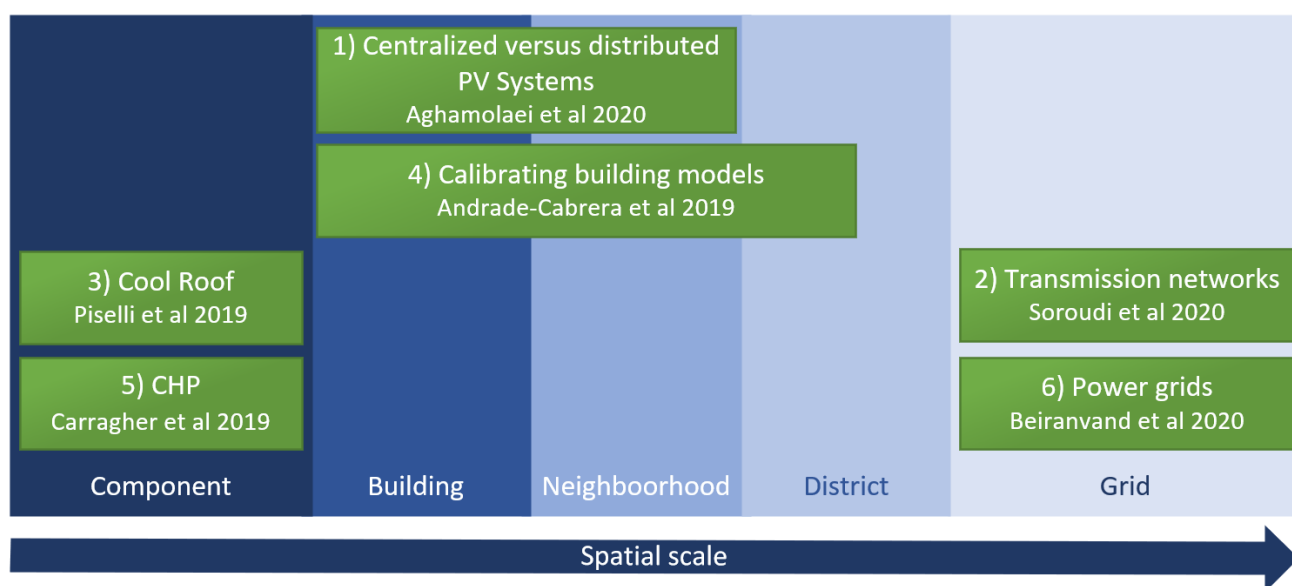 1) Centralized versus distributed
PV Systems
Aghamolaei et al 2020
4) Calibrating building models
Andrade-Cabrera et al 2019
3) Cool Roof
Piselli et al 2019
2) Transmission networks
Soroudi et al 2020
5) CHP
Carragher et al 2019
6) Power grids
Beiranvand et al 2020
Component
Building
Neighboorhood
District
Grid
Spatial scale